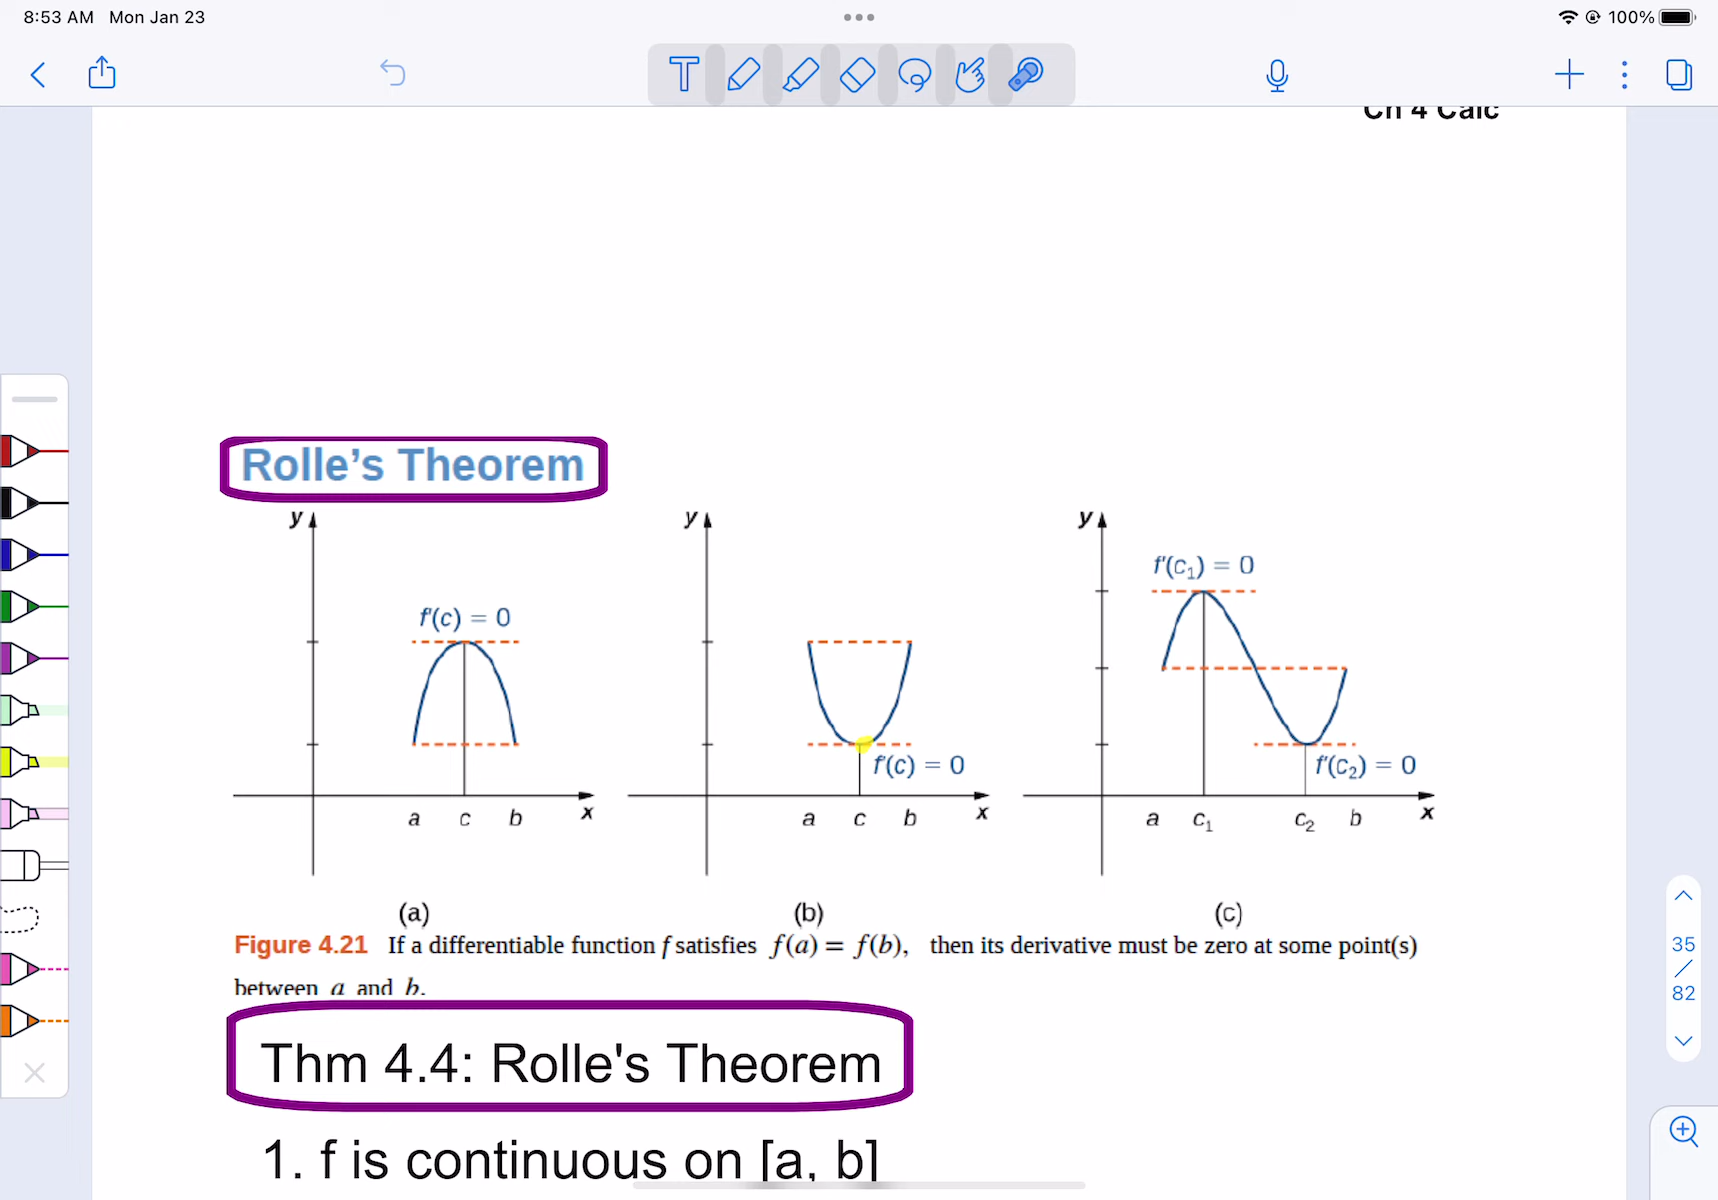 8:53 AM Mon Jan 23
100%
T
Ch 4 Calc
Rolle's Theorem
y
y
y
f'(c₁) = 0
f'(c) = 0
f'(c) = 0
f'(c₂) = 0
a c b x
a c b x
a c₁ c₂ b x
(a)
(b)
(c)
Figure 4.21 If a differentiable function f satisfies f(a) = f(b), then its derivative must be zero at some point(s)
between a and b.
35
/
82
Thm 4.4: Rolle's Theorem
1. f is continuous on [a, b]